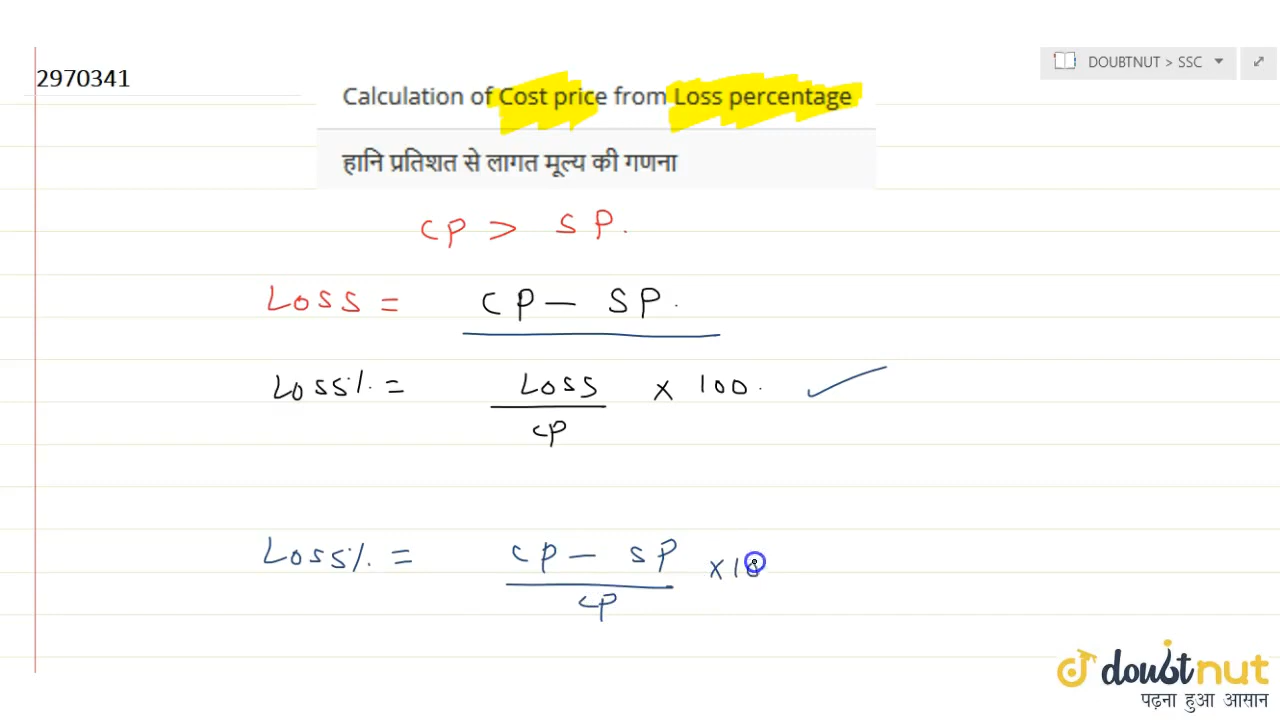 2970341
DOUBTNUT > SSC
Calculation of Cost price from Loss percentage
हानि प्रतिशत से लागत मूल्य की गणना
CP > SP.
Loss = CP - SP.
Loss% = Loss / CP × 100.
Loss% = CP - SP / CP × 10
doubtnut
पढ़ना हुआ आसान